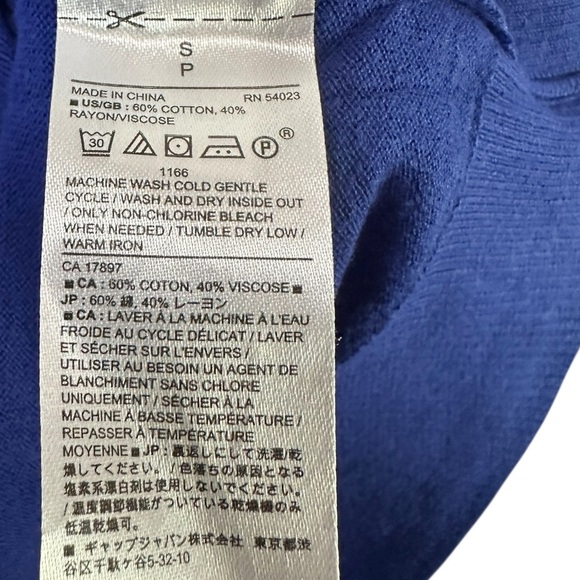 S
P
MADE IN CHINA RN 54023
■ US/GB : 60% COTTON, 40%
RAYON/VISCOSE
30 P ®
1166
MACHINE WASH COLD GENTLE
CYCLE / WASH AND DRY INSIDE OUT
/ ONLY NON-CHLORINE BLEACH
WHEN NEEDED / TUMBLE DRY LOW /
WARM IRON
CA 17897
■ CA : 60% COTON, 40% VISCOSE ■
JP : 60% 綿, 40% レーヨン
■ CA : LAVER À LA MACHINE À L'EAU
FROIDE AU CYCLE DÉLICAT / LAVER
ET SÉCHER SUR L'ENVERS /
UTILISER AU BESOIN UN AGENT DE
BLANCHIMENT SANS CHLORE
UNIQUEMENT / SÉCHER À LA
MACHINE À BASSE TEMPÉRATURE /
REPASSER À TEMPÉRATURE
MOYENNE ■ JP : 裏返しにして洗濯/乾
燥してください。/ 色落ちの原因となる
塩素系漂白剤は使用しないでください。
/ 温度調節機能がついている乾燥機のみ
低温乾燥可。
■ ギャップジャパン株式会社 東京都渋
谷区千駄ヶ谷5-32-10